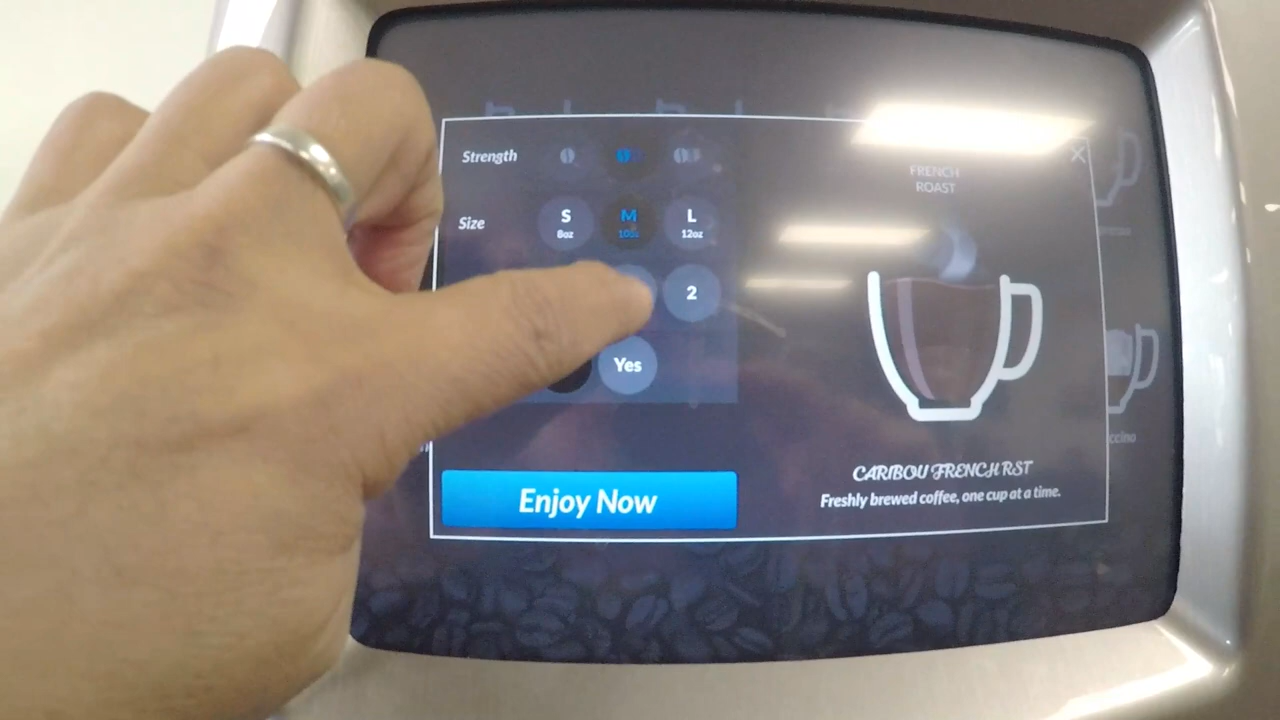 Strength
FRENCH
ROAST
Size
S
8oz
M
10oz
L
12oz
2
Yes
Enjoy Now
CARIBOU FRENCH RST
Freshly brewed coffee, one cup at a time.
ccino